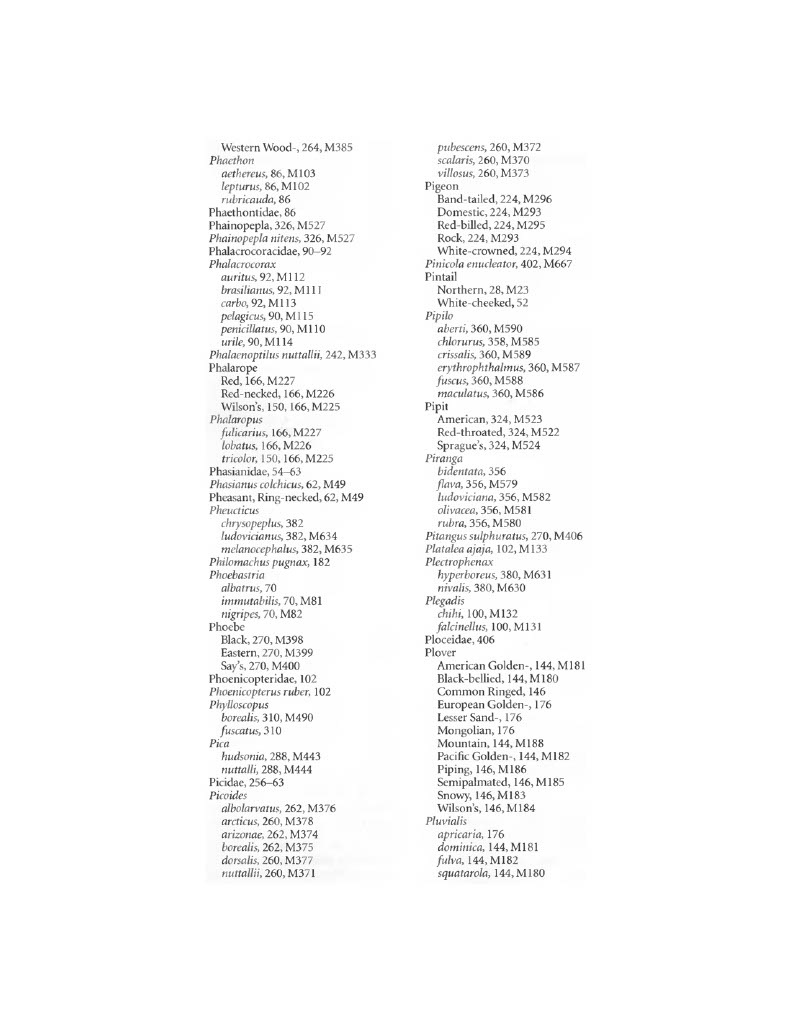 Western Wood-, 264, M385
Phaethon
aethereus, 86, M103
lepturus, 86, M102
rubricauda, 86
Phaethontidae, 86
Phainopepla, 326, M527
Phainopepla nitens, 326, M527
Phalacrocoracidae, 90–92
Phalacrocorax
auritus, 92, M112
brasilianus, 92, M111
carbo, 92, M113
pelagicus, 90, M115
penicillatus, 90, M110
urile, 90, M114
Phalaenoptilus nuttallii, 242, M333
Phalarope
Red, 166, M227
Red-necked, 166, M226
Wilson's, 150, 166, M225
Phalaropus
fulicarius, 166, M227
lobatus, 166, M226
tricolor, 150, 166, M225
Phasianidae, 54–63
Phasianus colchicus, 62, M49
Pheasant, Ring-necked, 62, M49
Pheucticus
chrysopeplus, 382
ludovicianus, 382, M634
melanocephalus, 382, M635
Philomachus pugnax, 182
Phoebastria
albatrus, 70
immutabilis, 70, M81
nigripes, 70, M82
Phoebe
Black, 270, M398
Eastern, 270, M399
Say's, 270, M400
Phoenicopteridae, 102
Phoenicopterus ruber, 102
Phylloscopus
borealis, 310, M490
fuscatus, 310
Pica
hudsonia, 288, M443
nuttalli, 288, M444
Picidae, 256–63
Picoides
albolarvatus, 262, M376
arcticus, 260, M378
arizonae, 262, M374
borealis, 262, M375
dorsalis, 260, M377
nuttallii, 260, M371
pubescens, 260, M372
scalaris, 260, M370
villosus, 260, M373
Pigeon
Band-tailed, 224, M296
Domestic, 224, M293
Red-billed, 224, M295
Rock, 224, M293
White-crowned, 224, M294
Pinicola enucleator, 402, M667
Pintail
Northern, 28, M23
White-cheeked, 52
Pipilo
aberti, 360, M590
chlorurus, 358, M585
crissalis, 360, M589
erythrophthalmus, 360, M587
fuscus, 360, M588
maculatus, 360, M586
Pipit
American, 324, M523
Red-throated, 324, M522
Sprague's, 324, M524
Piranga
bidentata, 356
flava, 356, M579
ludoviciana, 356, M582
olivacea, 356, M581
rubra, 356, M580
Pitangus sulphuratus, 270, M406
Platalea ajaja, 102, M133
Plectrophenax
hyperboreus, 380, M631
nivalis, 380, M630
Plegadis
chihi, 100, M132
falcinellus, 100, M131
Ploceidae, 406
Plover
American Golden-, 144, M181
Black-bellied, 144, M180
Common Ringed, 146
European Golden-, 176
Lesser Sand-, 176
Mongolian, 176
Mountain, 144, M188
Pacific Golden-, 144, M182
Piping, 146, M186
Semipalmated, 146, M185
Snowy, 146, M183
Wilson's, 146, M184
Pluvialis
apricaria, 176
dominica, 144, M181
fulva, 144, M182
squatarola, 144, M180